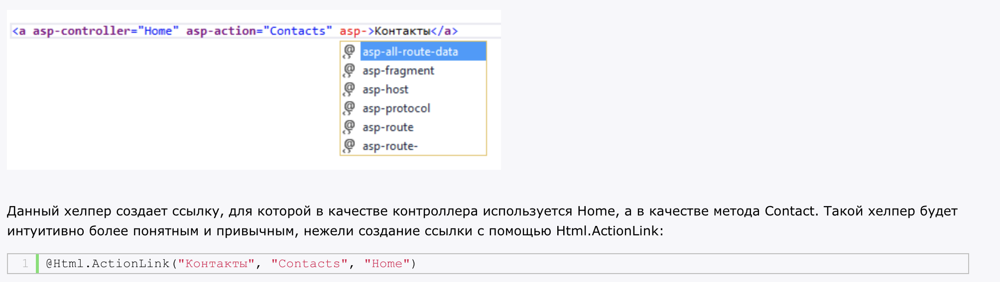 <a asp-controller="Home" asp-action="Contacts" asp->Контакты</a>
asp-all-route-data
asp-fragment
asp-host
asp-protocol
asp-route
asp-route-
Данный хелпер создает ссылку, для которой в качестве контроллера используется Home, а в качестве метода Contact. Такой хелпер будет
интуитивно более понятным и привычным, нежели создание ссылки с помощью Html.ActionLink:
1 @Html.ActionLink("Контакты", "Contacts", "Home")